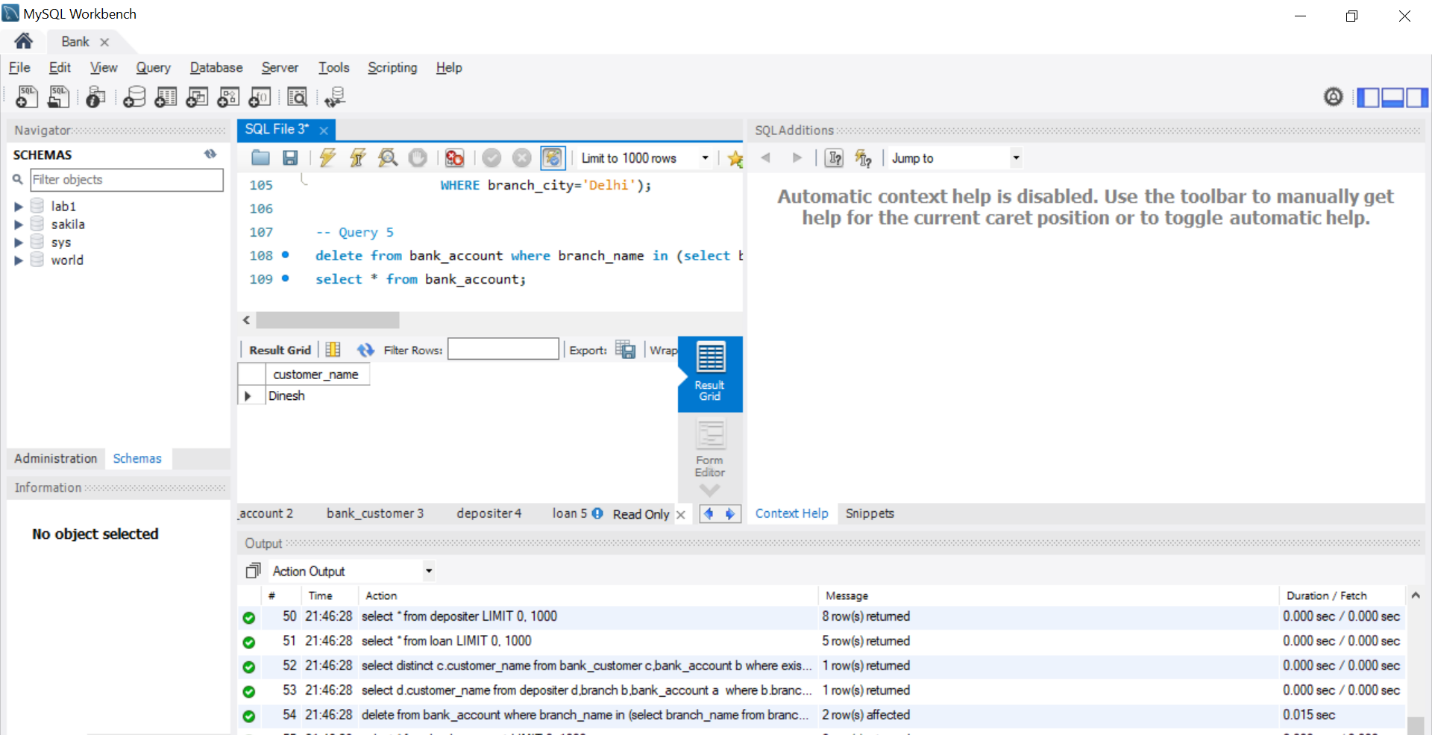 MySQL Workbench
Bank
File Edit View Query Database Server Tools Scripting Help
Navigator
SCHEMAS
Filter objects
lab1
sakila
sys
world
Administration Schemas
Information
No object selected
SQL File 3*
Limit to 1000 rows
105 WHERE branch_city='Delhi');
106
107 -- Query 5
108 delete from bank_account where branch_name in (select b
109 select * from bank_account;
Result Grid Filter Rows: Export: Wrap
customer_name
Dinesh
Result
Grid
Form
Editor
_account 2 bank_customer 3 depositer 4 loan 5 Read Only
SQLAdditions
Jump to
Automatic context help is disabled. Use the toolbar to manually get
help for the current caret position or to toggle automatic help.
Context Help Snippets
Output
Action Output
# Time Action Message Duration / Fetch
50 21:46:28 select * from depositer LIMIT 0, 1000 8 row(s) returned 0.000 sec / 0.000 sec
51 21:46:28 select * from loan LIMIT 0, 1000 5 row(s) returned 0.000 sec / 0.000 sec
52 21:46:28 select distinct c.customer_name from bank_customer c,bank_account b where exis... 1 row(s) returned 0.000 sec / 0.000 sec
53 21:46:28 select d.customer_name from depositer d,branch b,bank_account a where b.branc... 1 row(s) returned 0.000 sec / 0.000 sec
54 21:46:28 delete from bank_account where branch_name in (select branch_name from branc... 2 row(s) affected 0.015 sec